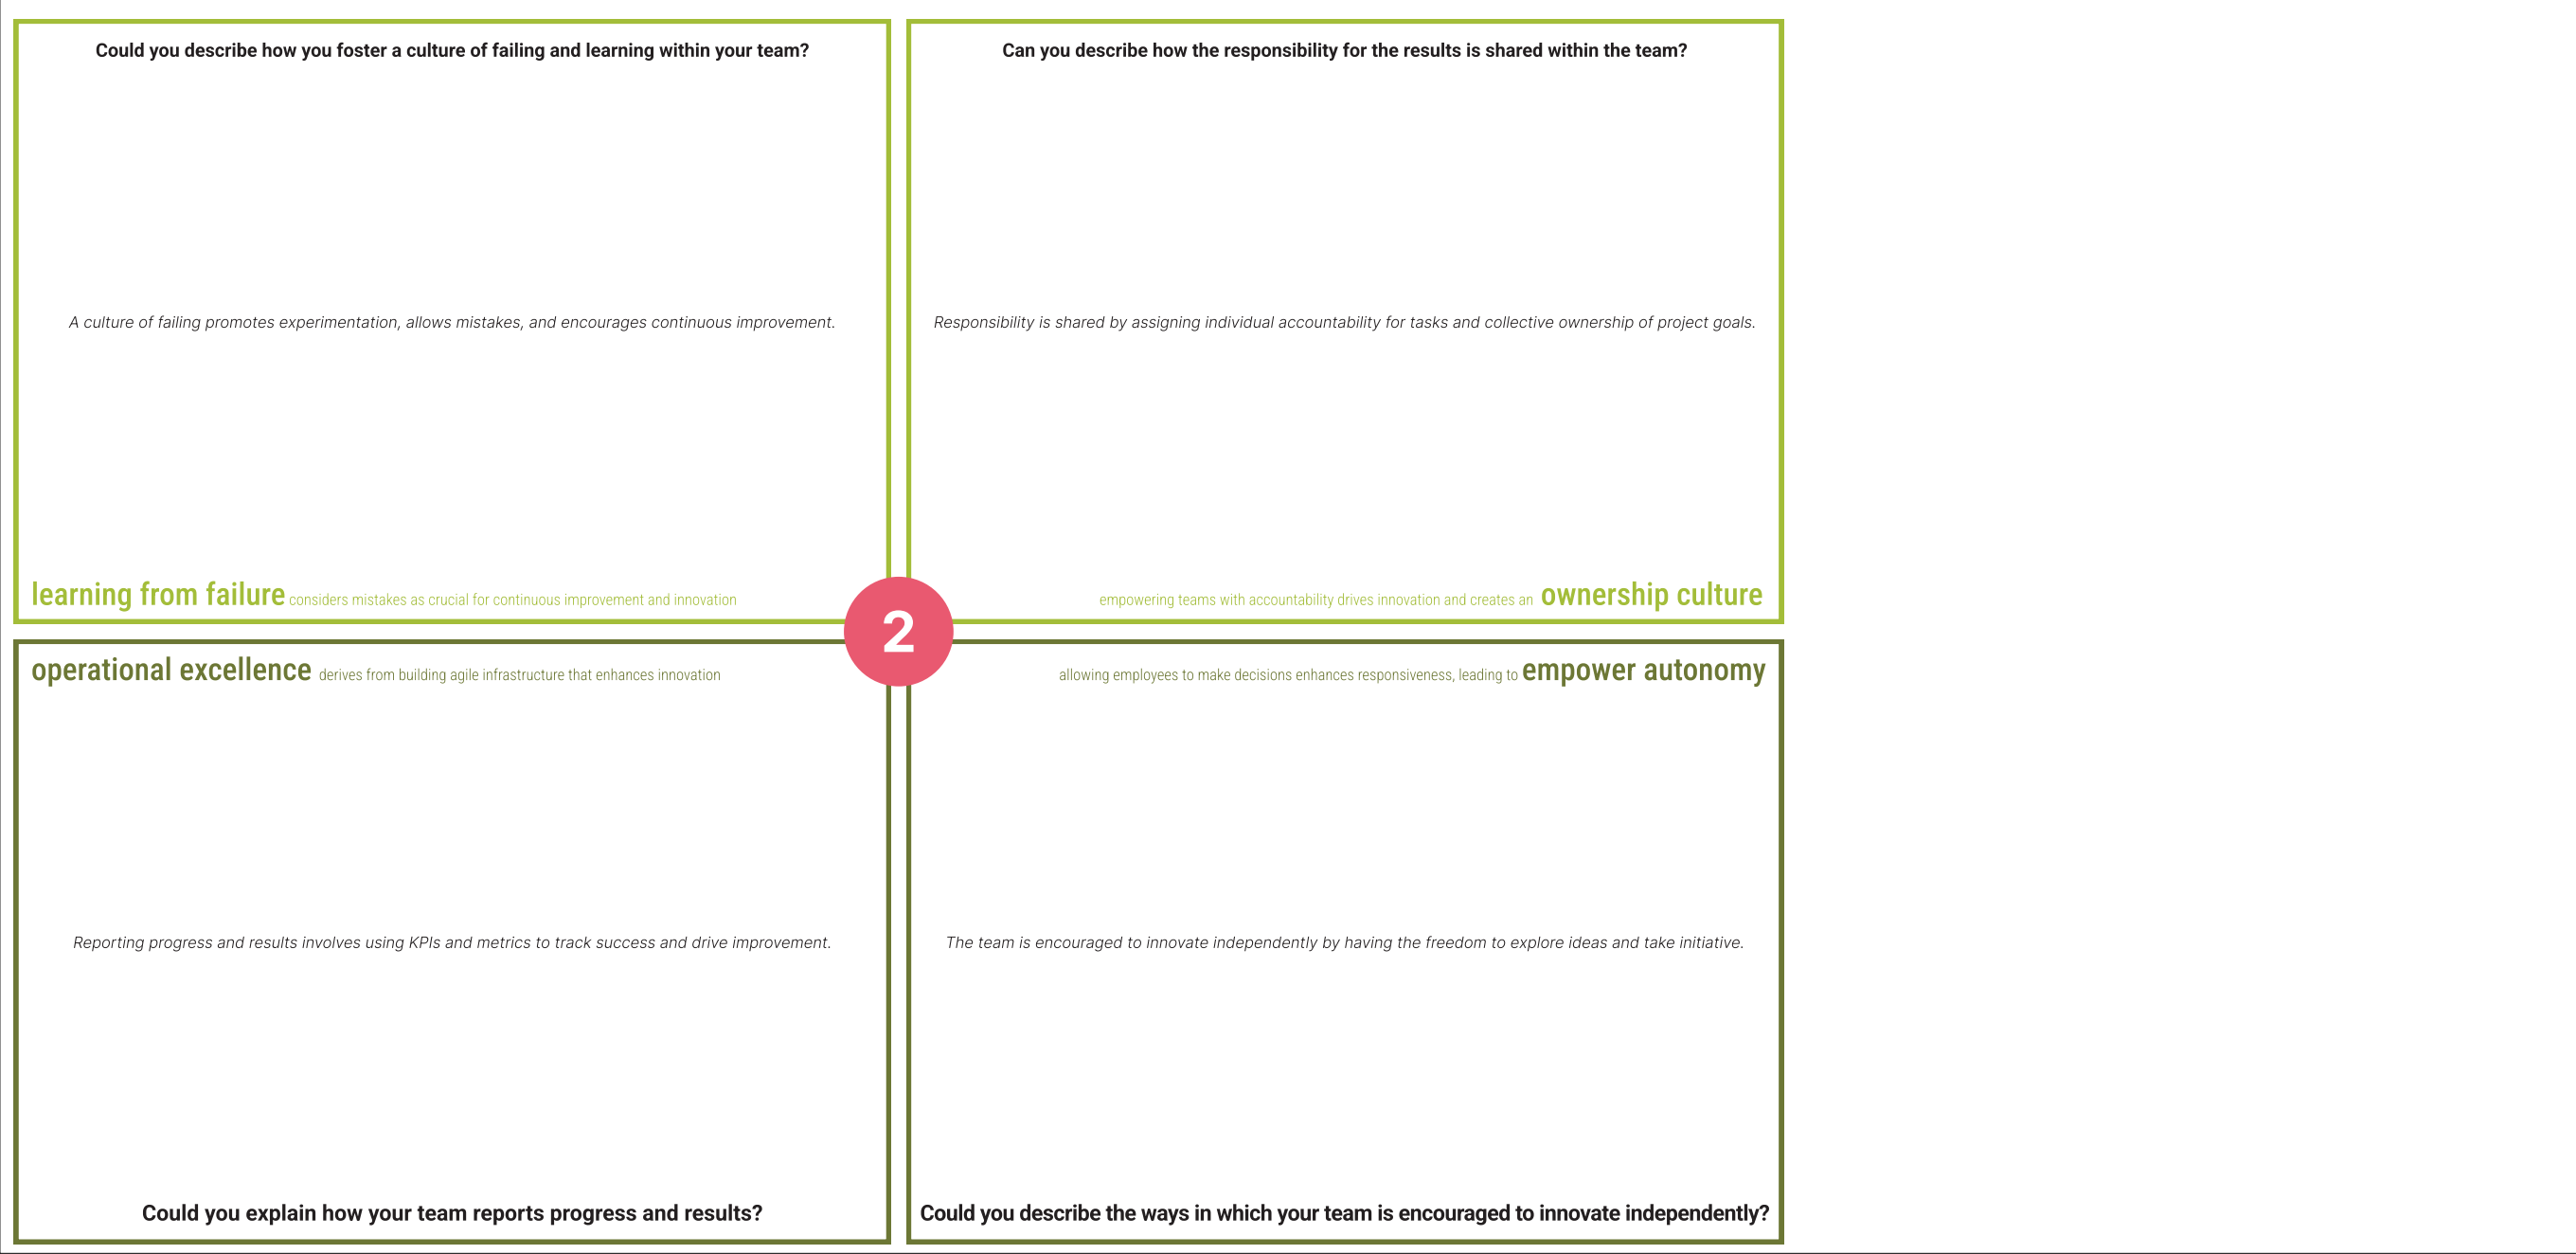 Could you describe how you foster a culture of failing and learning within your team?
A culture of failing promotes experimentation, allows mistakes, and encourages continuous improvement.
learning from failure considers mistakes as crucial for continuous improvement and innovation
Can you describe how the responsibility for the results is shared within the team?
Responsibility is shared by assigning individual accountability for tasks and collective ownership of project goals.
empowering teams with accountability drives innovation and creates an ownership culture
2
operational excellence derives from building agile infrastructure that enhances innovation
Reporting progress and results involves using KPIs and metrics to track success and drive improvement.
Could you explain how your team reports progress and results?
allowing employees to make decisions enhances responsiveness, leading to empower autonomy
The team is encouraged to innovate independently by having the freedom to explore ideas and take initiative.
Could you describe the ways in which your team is encouraged to innovate independently?